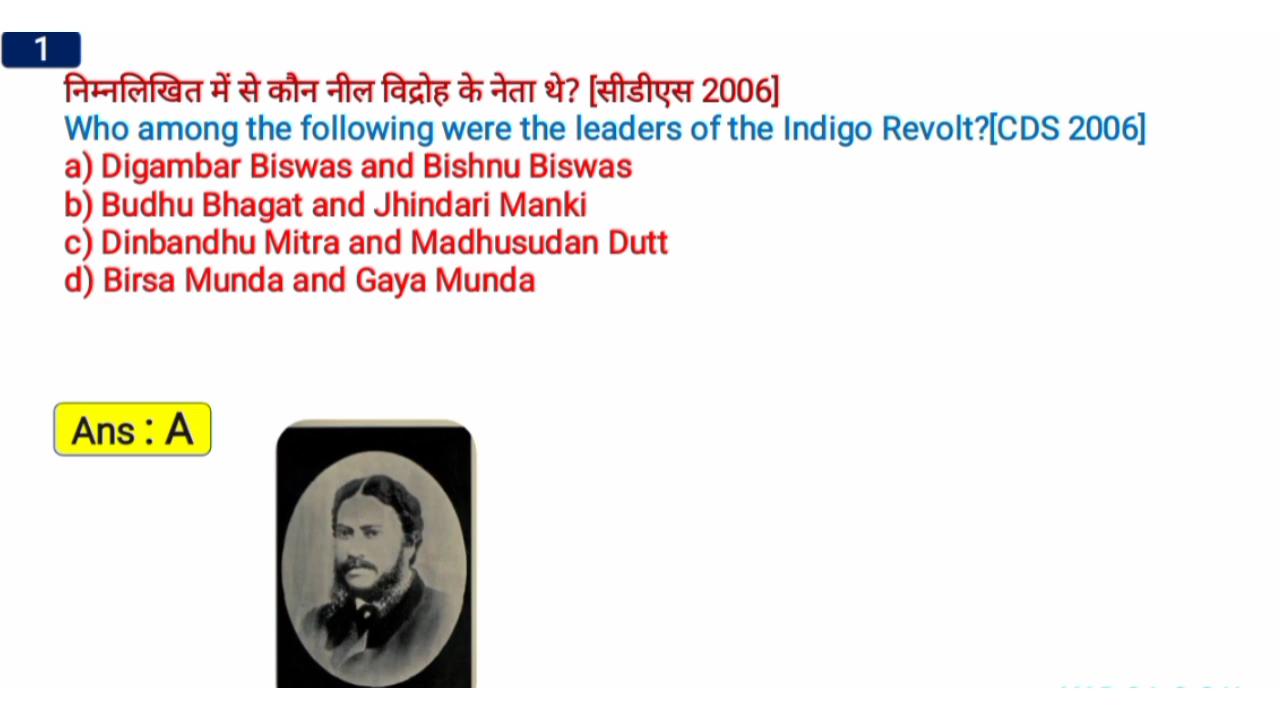 1
निम्नलिखित में से कौन नील विद्रोह के नेता थे? [सीडीएस 2006]
Who among the following were the leaders of the Indigo Revolt?[CDS 2006]
a) Digambar Biswas and Bishnu Biswas
b) Budhu Bhagat and Jhindari Manki
c) Dinbandhu Mitra and Madhusudan Dutt
d) Birsa Munda and Gaya Munda
Ans : A